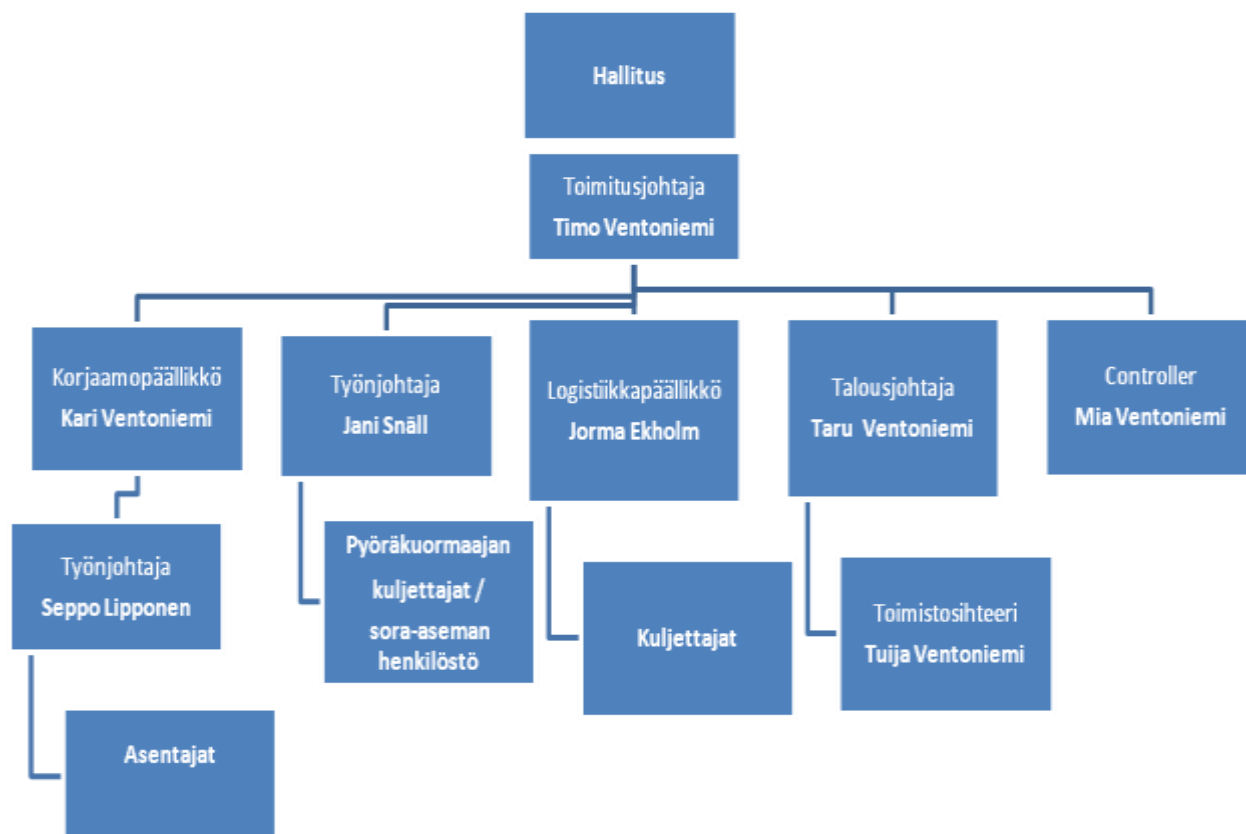 Hallitus
Toimitusjohtaja
Timo Ventoniemi
Korjaamopäällikkö
Kari Ventoniemi
Työnjohtaja
Jani Snäll
Logistiikkapäällikkö
Jorma Ekholm
Talousjohtaja
Taru Ventoniemi
Controller
Mia Ventoniemi
Työnjohtaja
Seppo Lipponen
Pyöräkuormaajan
kuljettajat /
sora-aseman
henkilöstö
Kuljettajat
Toimistosihteeri
Tuija Ventoniemi
Asentajat